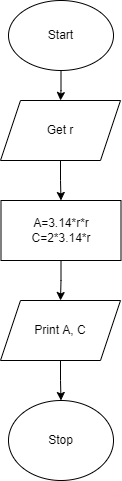 Start
Get r
A=3.14*r*r
C=2*3.14*r
Print A, C
Stop